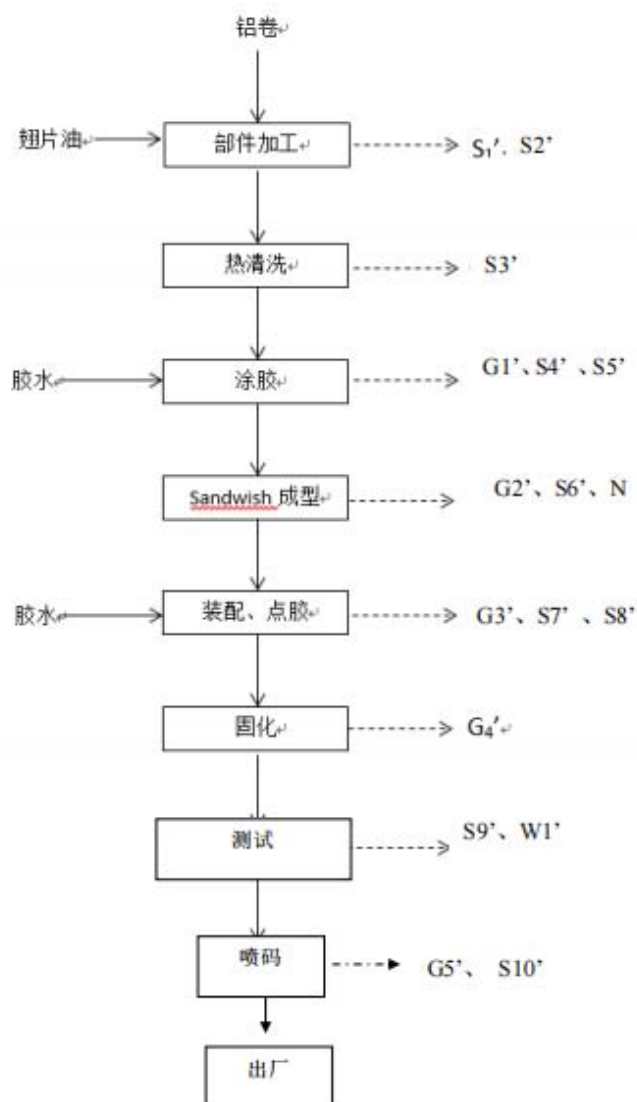 铝卷
翅片油 部件加工 S₁’. S2’
热清洗 S3’
胶水 涂胶 G1’、S4’ 、S5’
Sandwish 成型 G2’、S6’、N
胶水 装配、点胶 G3’、S7’ 、S8’
固化 G₄’
测试 S9’、W1’
喷码 G5’、 S10’
出厂